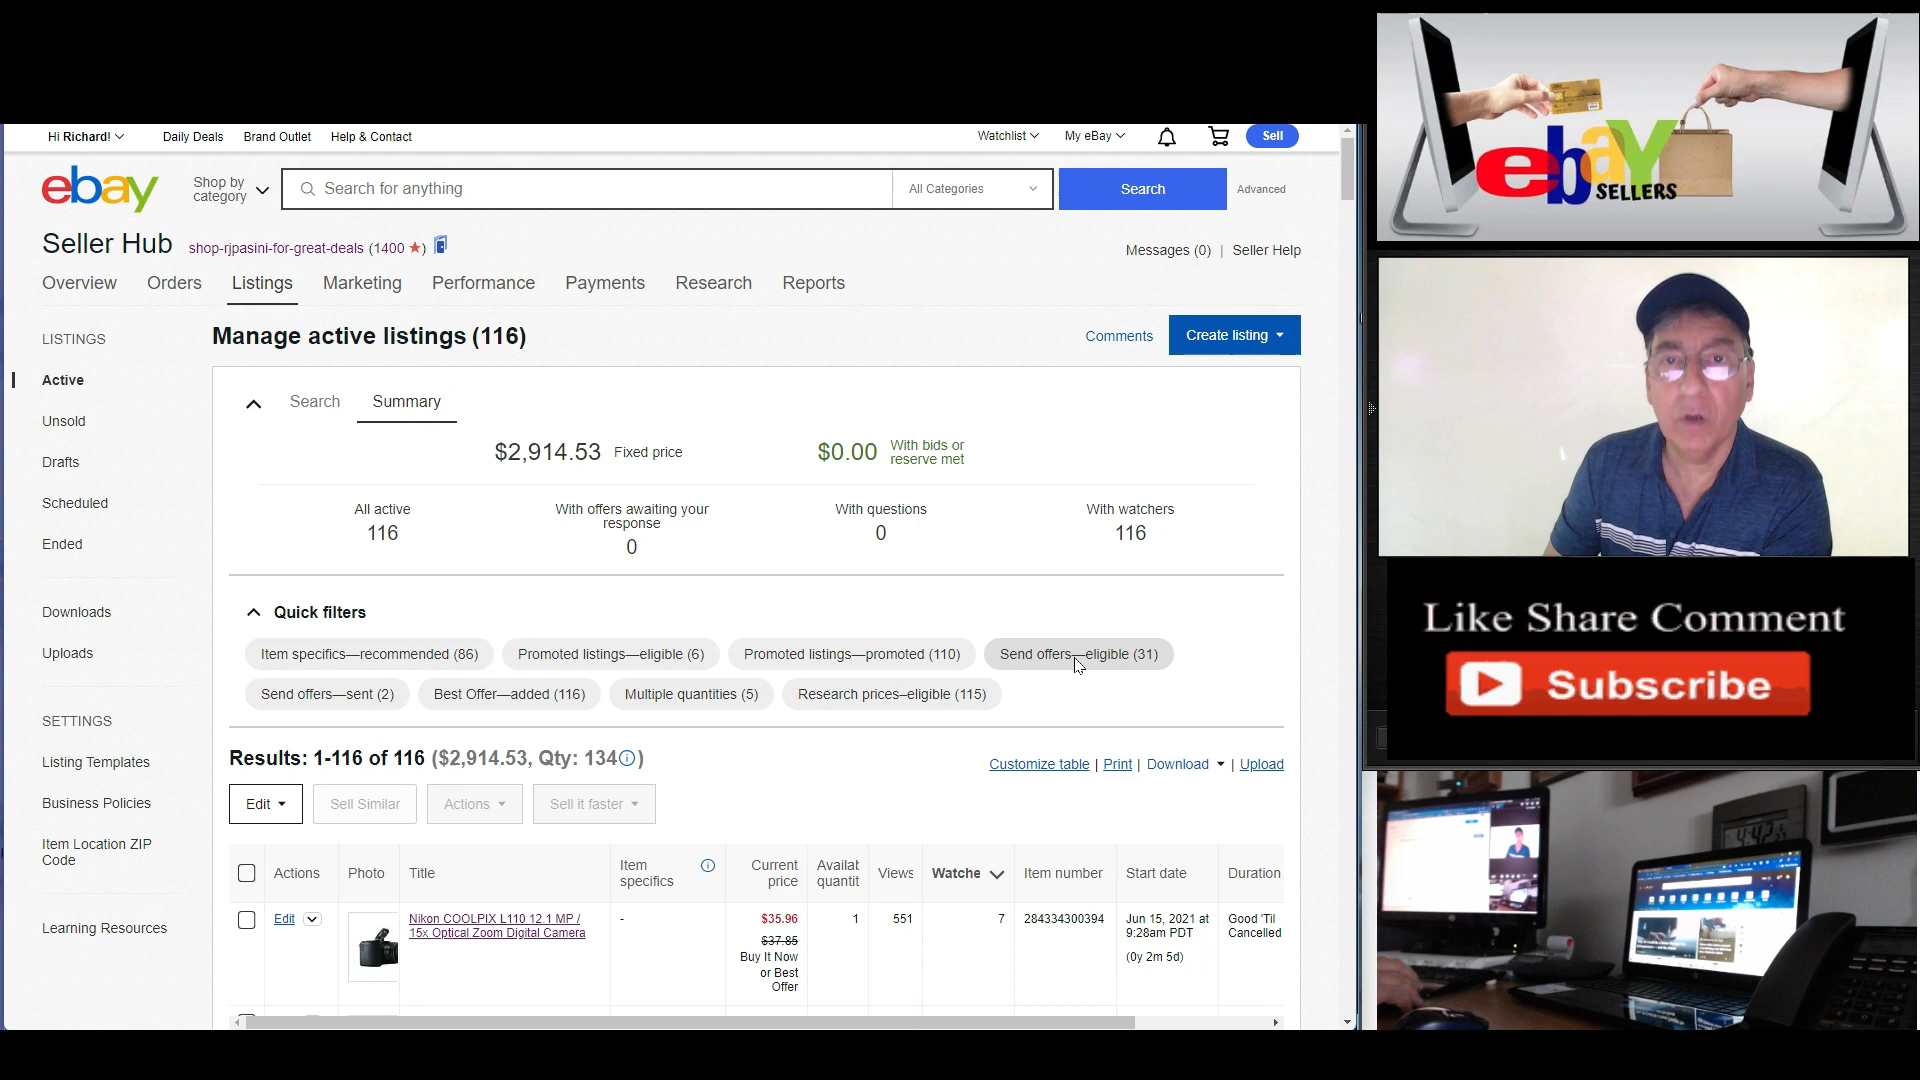 Hi Richard!
Daily Deals
Brand Outlet
Help & Contact
Watchlist
My eBay
Sell
ebay
Shop by
category
Search for anything
All Categories
Search
Advanced
Seller Hub
shop-rjpasini-for-great-deals (1400 ★)
Messages (0) | Seller Help
Overview
Orders
Listings
Marketing
Performance
Payments
Research
Reports
LISTINGS
Active
Unsold
Drafts
Scheduled
Ended
Downloads
Uploads
SETTINGS
Listing Templates
Business Policies
Item Location ZIP
Code
Learning Resources
Manage active listings (116)
Comments
Create listing
Search
Summary
$2,914.53 Fixed price
$0.00 With bids or
reserve met
All active
116
With offers awaiting your
response
0
With questions
0
With watchers
116
Quick filters
Item specifics—recommended (86)
Promoted listings—eligible (6)
Promoted listings—promoted (110)
Send offers—eligible (31)
Send offers—sent (2)
Best Offer—added (116)
Multiple quantities (5)
Research prices–eligible (115)
Results: 1-116 of 116 ($2,914.53, Qty: 134)
Customize table | Print | Download | Upload
Edit
Sell Similar
Actions
Sell it faster
Actions
Photo
Title
Item
specifics
Current
price
Availat
quantit
Views
Watche
Item number
Start date
Duration
Edit
Nikon COOLPIX L110 12.1 MP /
15x Optical Zoom Digital Camera
-
$35.96
$37.85
Buy It Now
or Best
Offer
1
551
7
284334300394
Jun 15, 2021 at
9:28am PDT
(0y 2m 5d)
Good 'Til
Cancelled
ebay
SELLERS
Like Share Comment
Subscribe
4:42